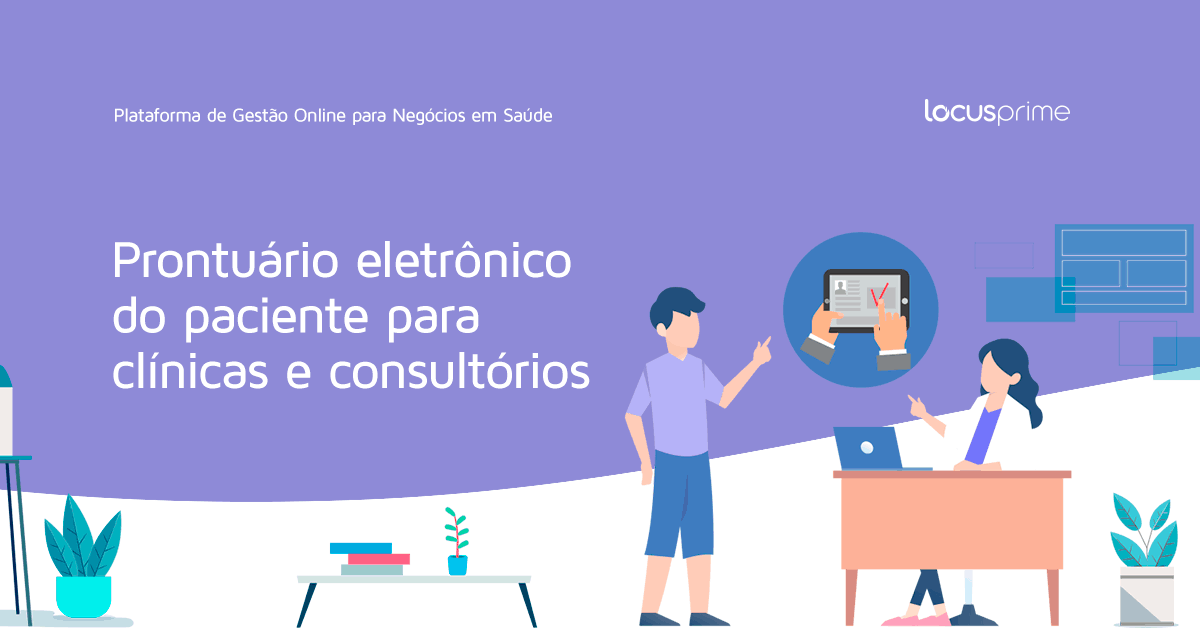 Plataforma de Gestão Online para Negócios em Saúde
locusprime
Prontuário eletrônico
do paciente para
clínicas e consultórios